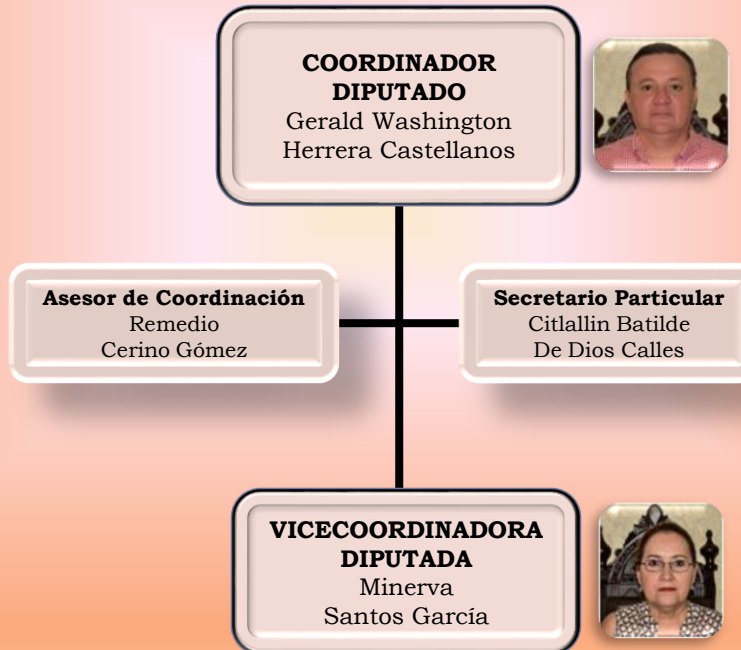 COORDINADOR
DIPUTADO
Gerald Washington
Herrera Castellanos
Asesor de Coordinación
Remedio
Cerino Gómez
Secretario Particular
Citlallin Batilde
De Dios Calles
VICECOORDINADORA
DIPUTADA
Minerva
Santos García